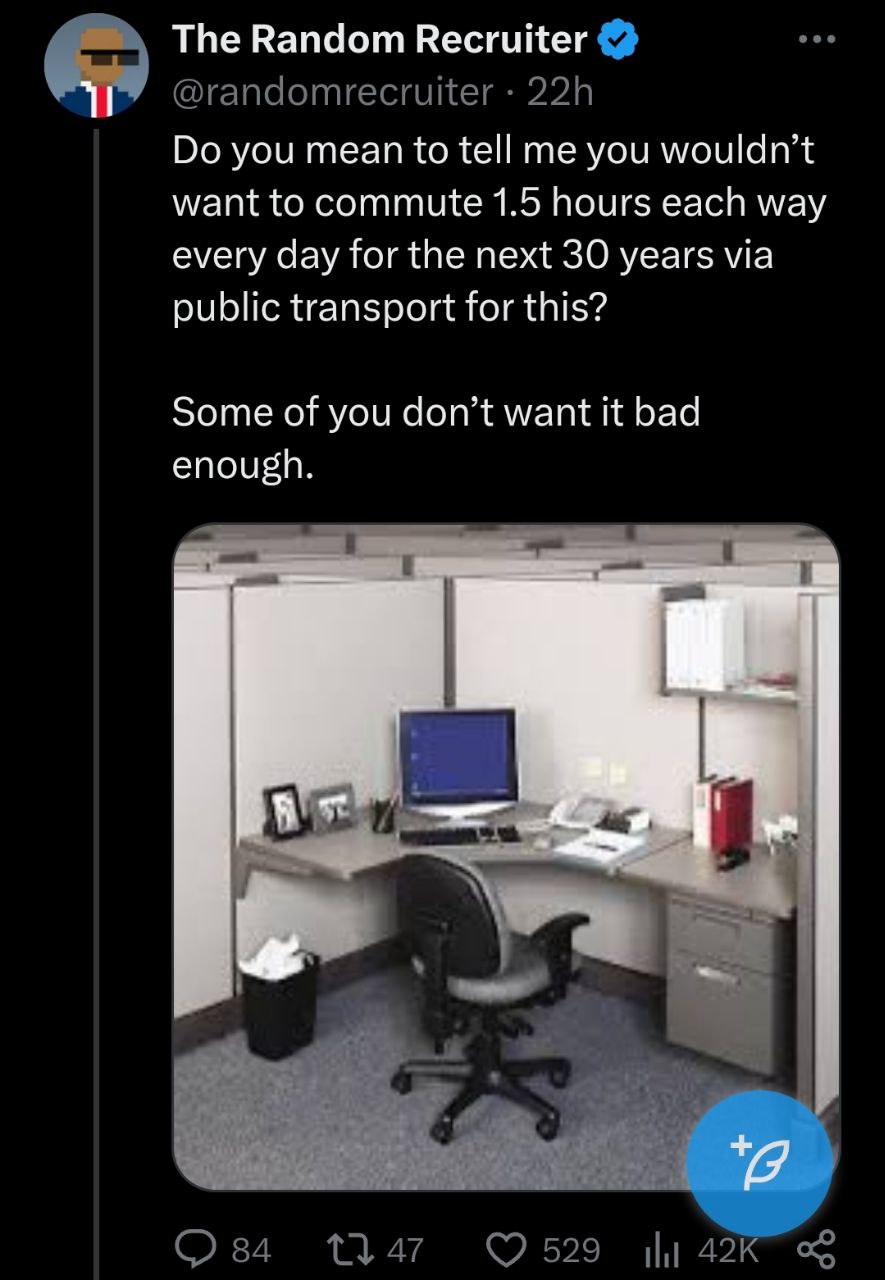 The Random Recruiter
@randomrecruiter · 22h
Do you mean to tell me you wouldn’t
want to commute 1.5 hours each way
every day for the next 30 years via
public transport for this?
Some of you don’t want it bad
enough.
84 47 529 42K